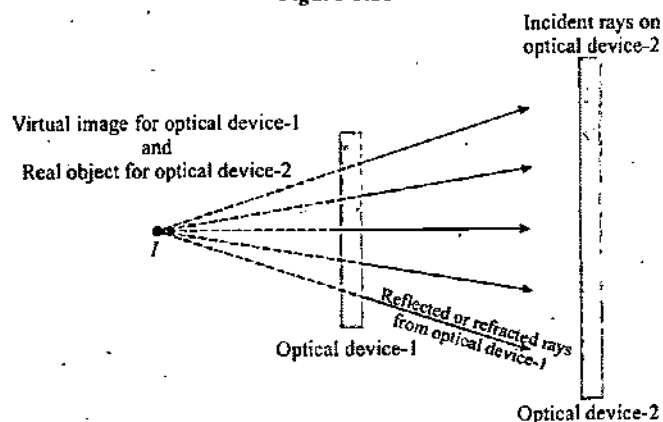 Incident rays on
optical device-2
Virtual image for optical device-1
and
Real object for optical device-2
I
Reflected or refracted rays
from optical device-1
Optical device-1
Optical device-2